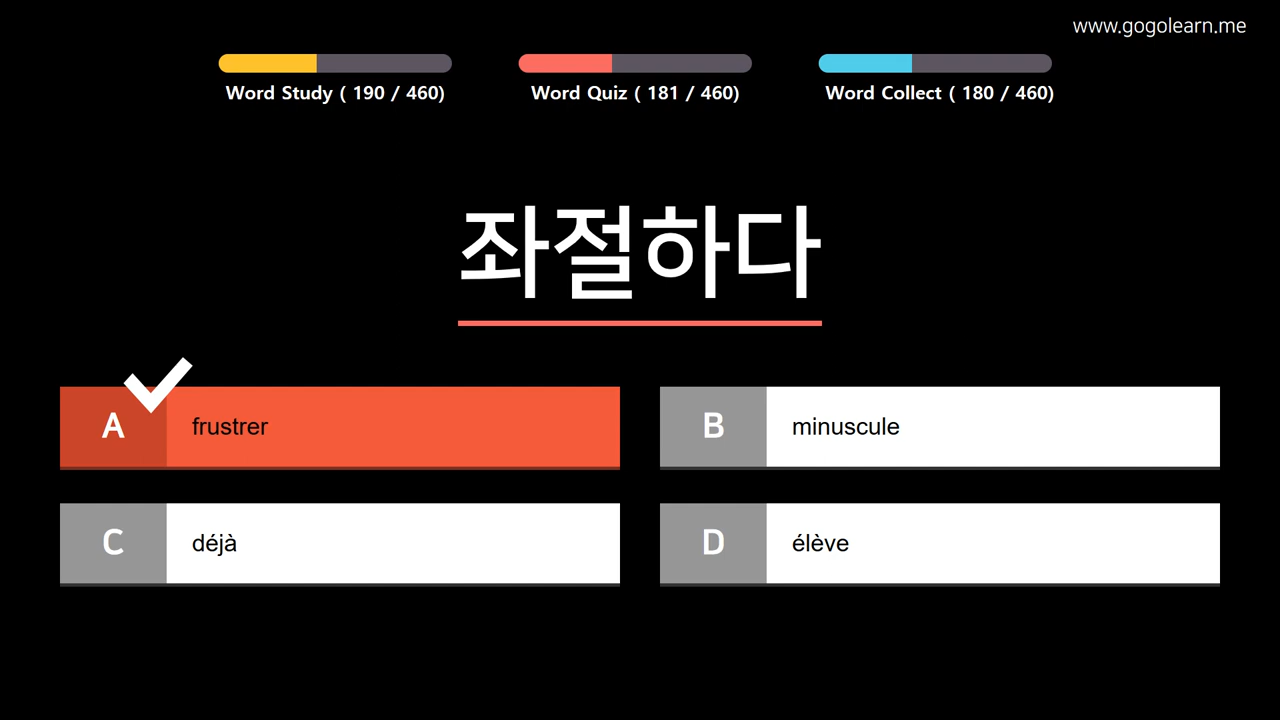 www.gogolearn.me
Word Study ( 190 / 460)
Word Quiz ( 181 / 460)
Word Collect ( 180 / 460)
좌절하다
A frustrer
B minuscule
C déjà
D élève